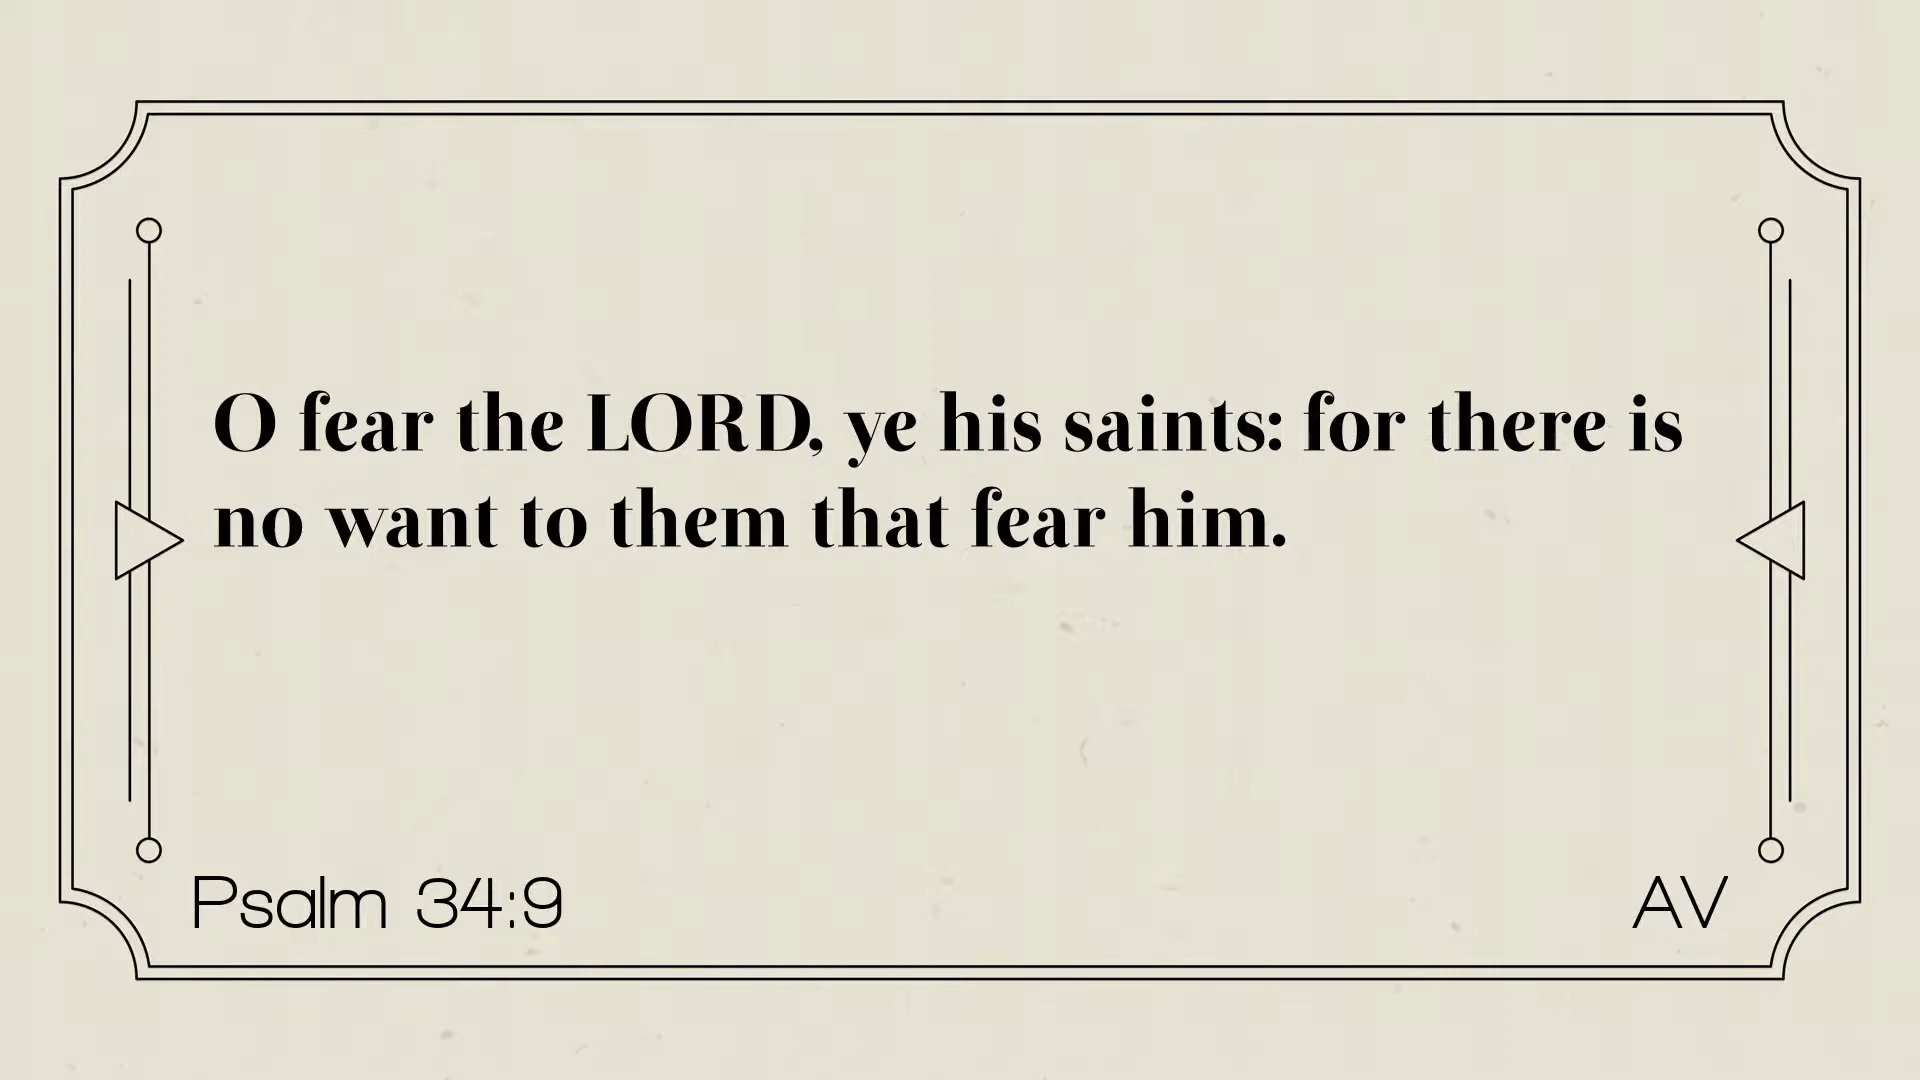 O fear the LORD, ye his saints: for there is
no want to them that fear him.
Psalm 34:9
AV